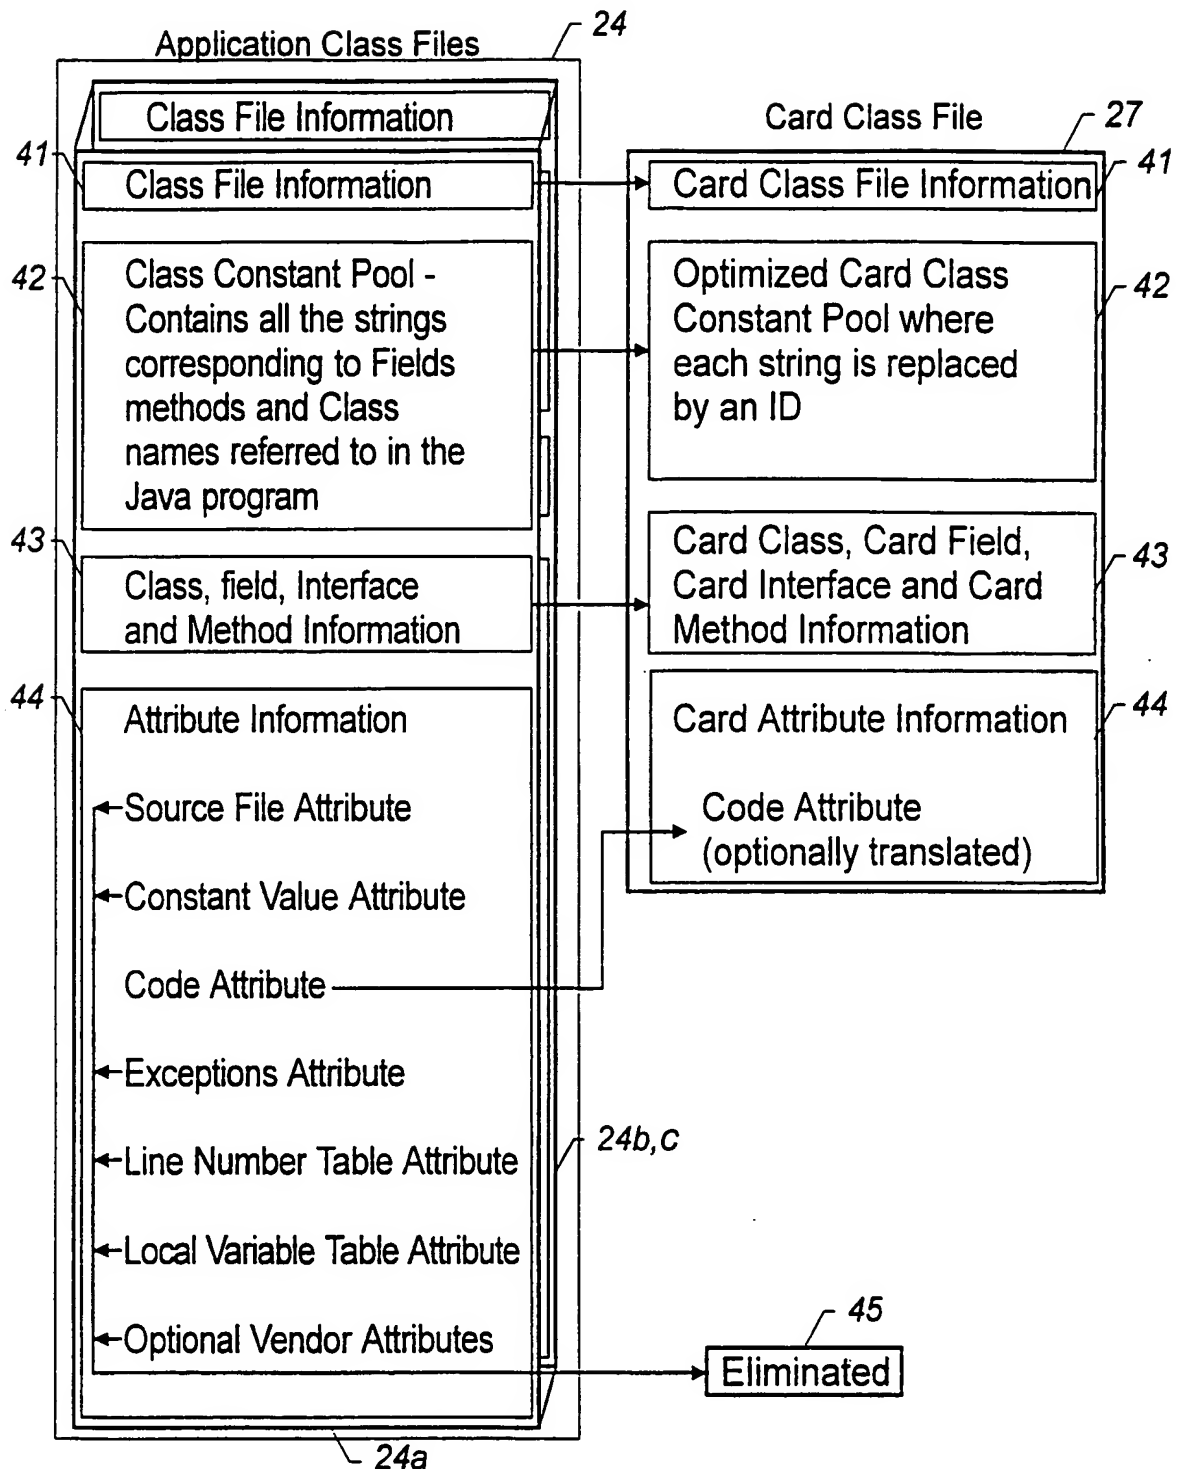 24
Application Class Files
Class File Information
41
Class File Information
42
Class Constant Pool -
Contains all the strings
corresponding to Fields
methods and Class
names referred to in the
Java program
43
Class, field, Interface
and Method Information
44
Attribute Information
Source File Attribute
Constant Value Attribute
Code Attribute
Exceptions Attribute
Line Number Table Attribute
Local Variable Table Attribute
Optional Vendor Attributes
24b,c
24a
Card Class File
27
Card Class File Information
41
Optimized Card Class
Constant Pool where
each string is replaced
by an ID
42
Card Class, Card Field,
Card Interface and Card
Method Information
43
Card Attribute Information
44
Code Attribute
(optionally translated)
45
Eliminated